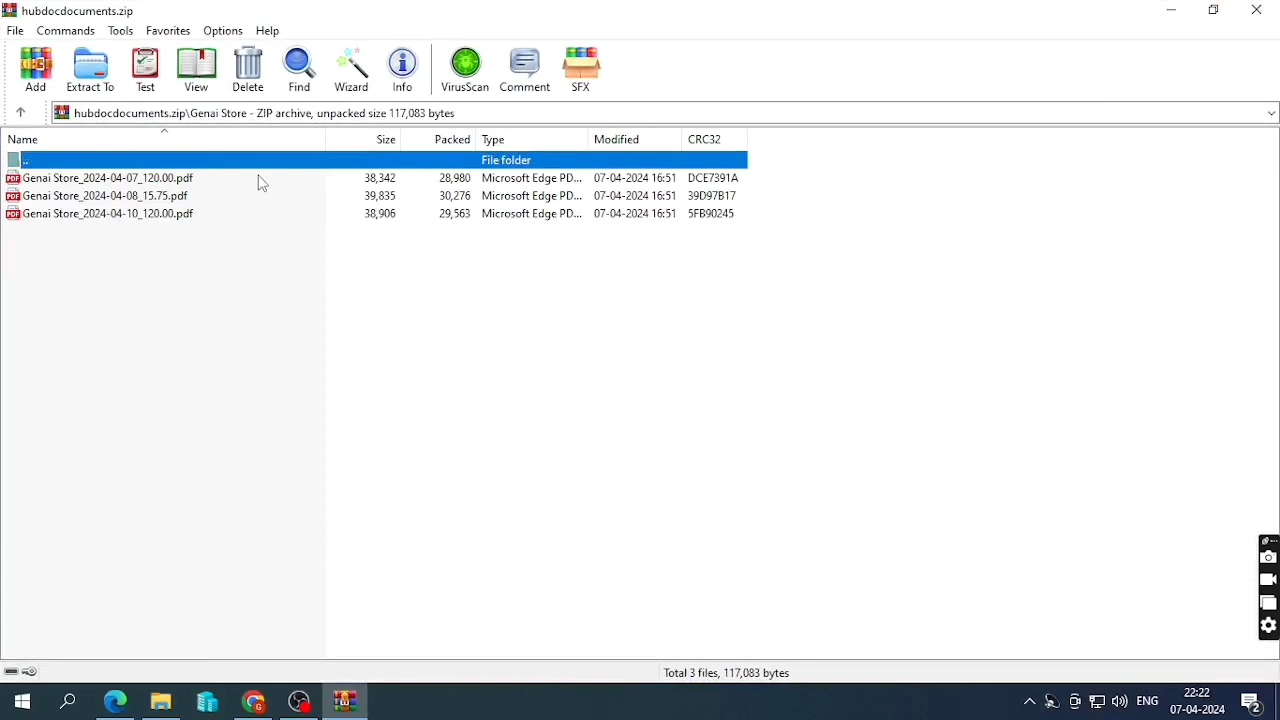 hubdocdocuments.zip
File Commands Tools Favorites Options Help
Add Extract To Test View Delete Find Wizard Info VirusScan Comment SFX
hubdocdocuments.zip\Genai Store - ZIP archive, unpacked size 117,083 bytes
Name Size Packed Type Modified CRC32
.. File folder
Genai Store_2024-04-07_120.00.pdf 38,342 28,980 Microsoft Edge PD... 07-04-2024 16:51 DCE7391A
Genai Store_2024-04-08_15.75.pdf 39,835 30,276 Microsoft Edge PD... 07-04-2024 16:51 39D97B17
Genai Store_2024-04-10_120.00.pdf 38,906 29,563 Microsoft Edge PD... 07-04-2024 16:51 5FB90245
Total 3 files, 117,083 bytes
ENG
22:22
07-04-2024
2